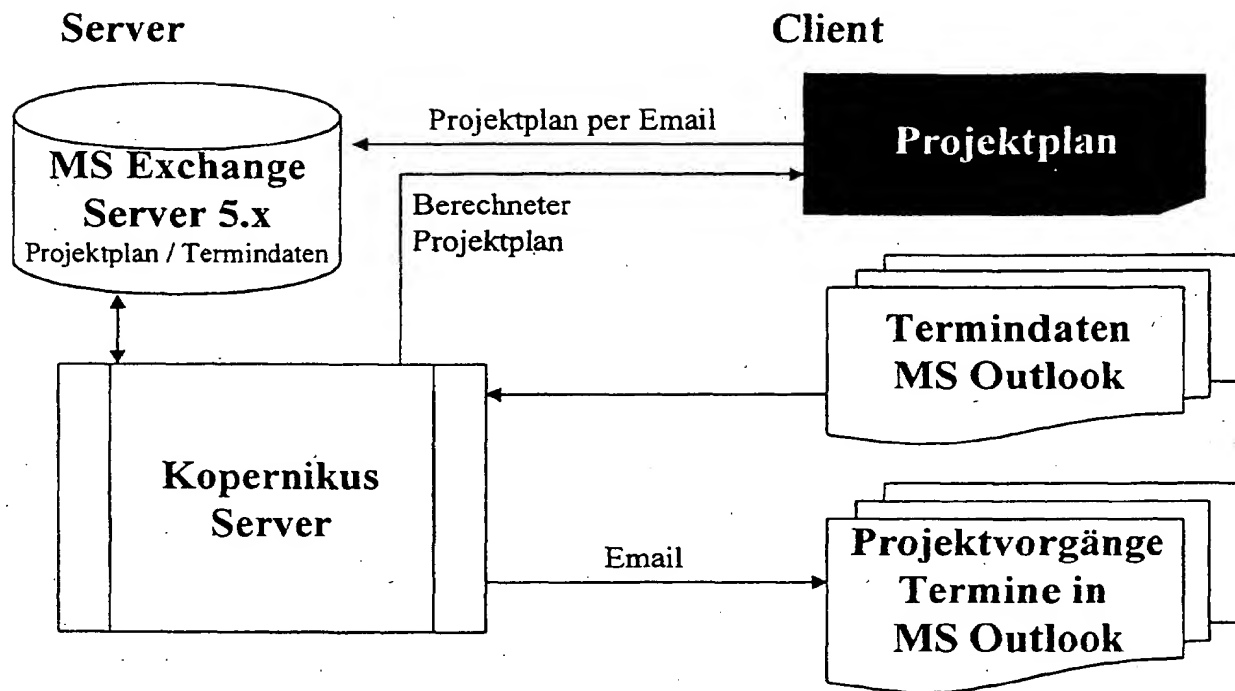 Server
Client
Projektplan per Email
Projektplan
MS Exchange
Server 5.x
Projektplan / Termindaten
Berechneter
Projektplan
Termindaten
MS Outlook
Kopernikus
Server
Email
Projektvorgänge
Termine in
MS Outlook